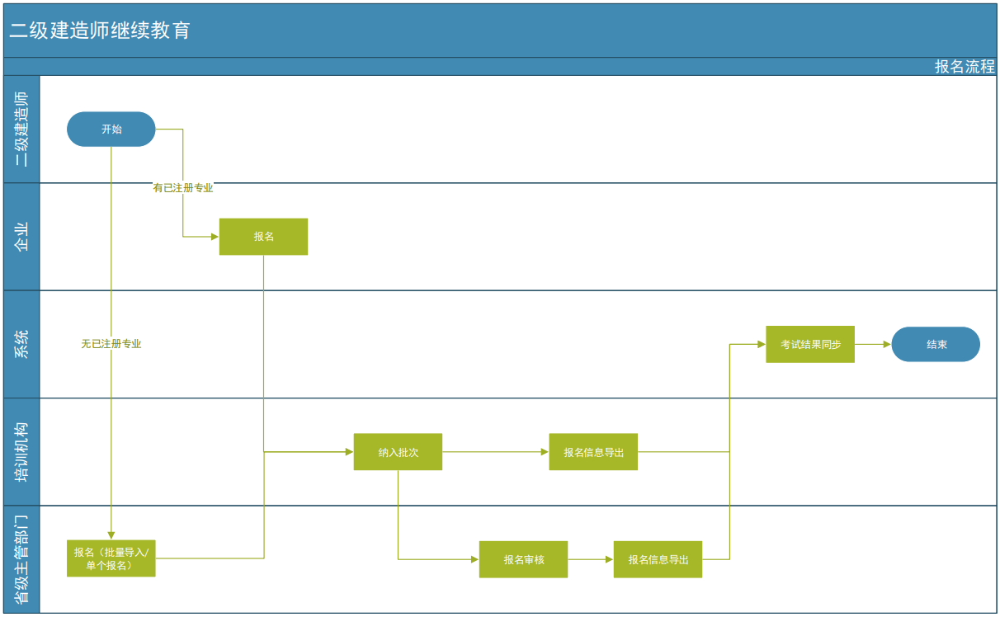 二级建造师继续教育
报名流程
二级建造师
开始
有已注册专业
企业
报名
系统
无已注册专业
考试结果同步
结束
培训机构
纳入批次
报名信息导出
省级主管部门
报名（批量导入/
单个报名）
报名审核
报名信息导出